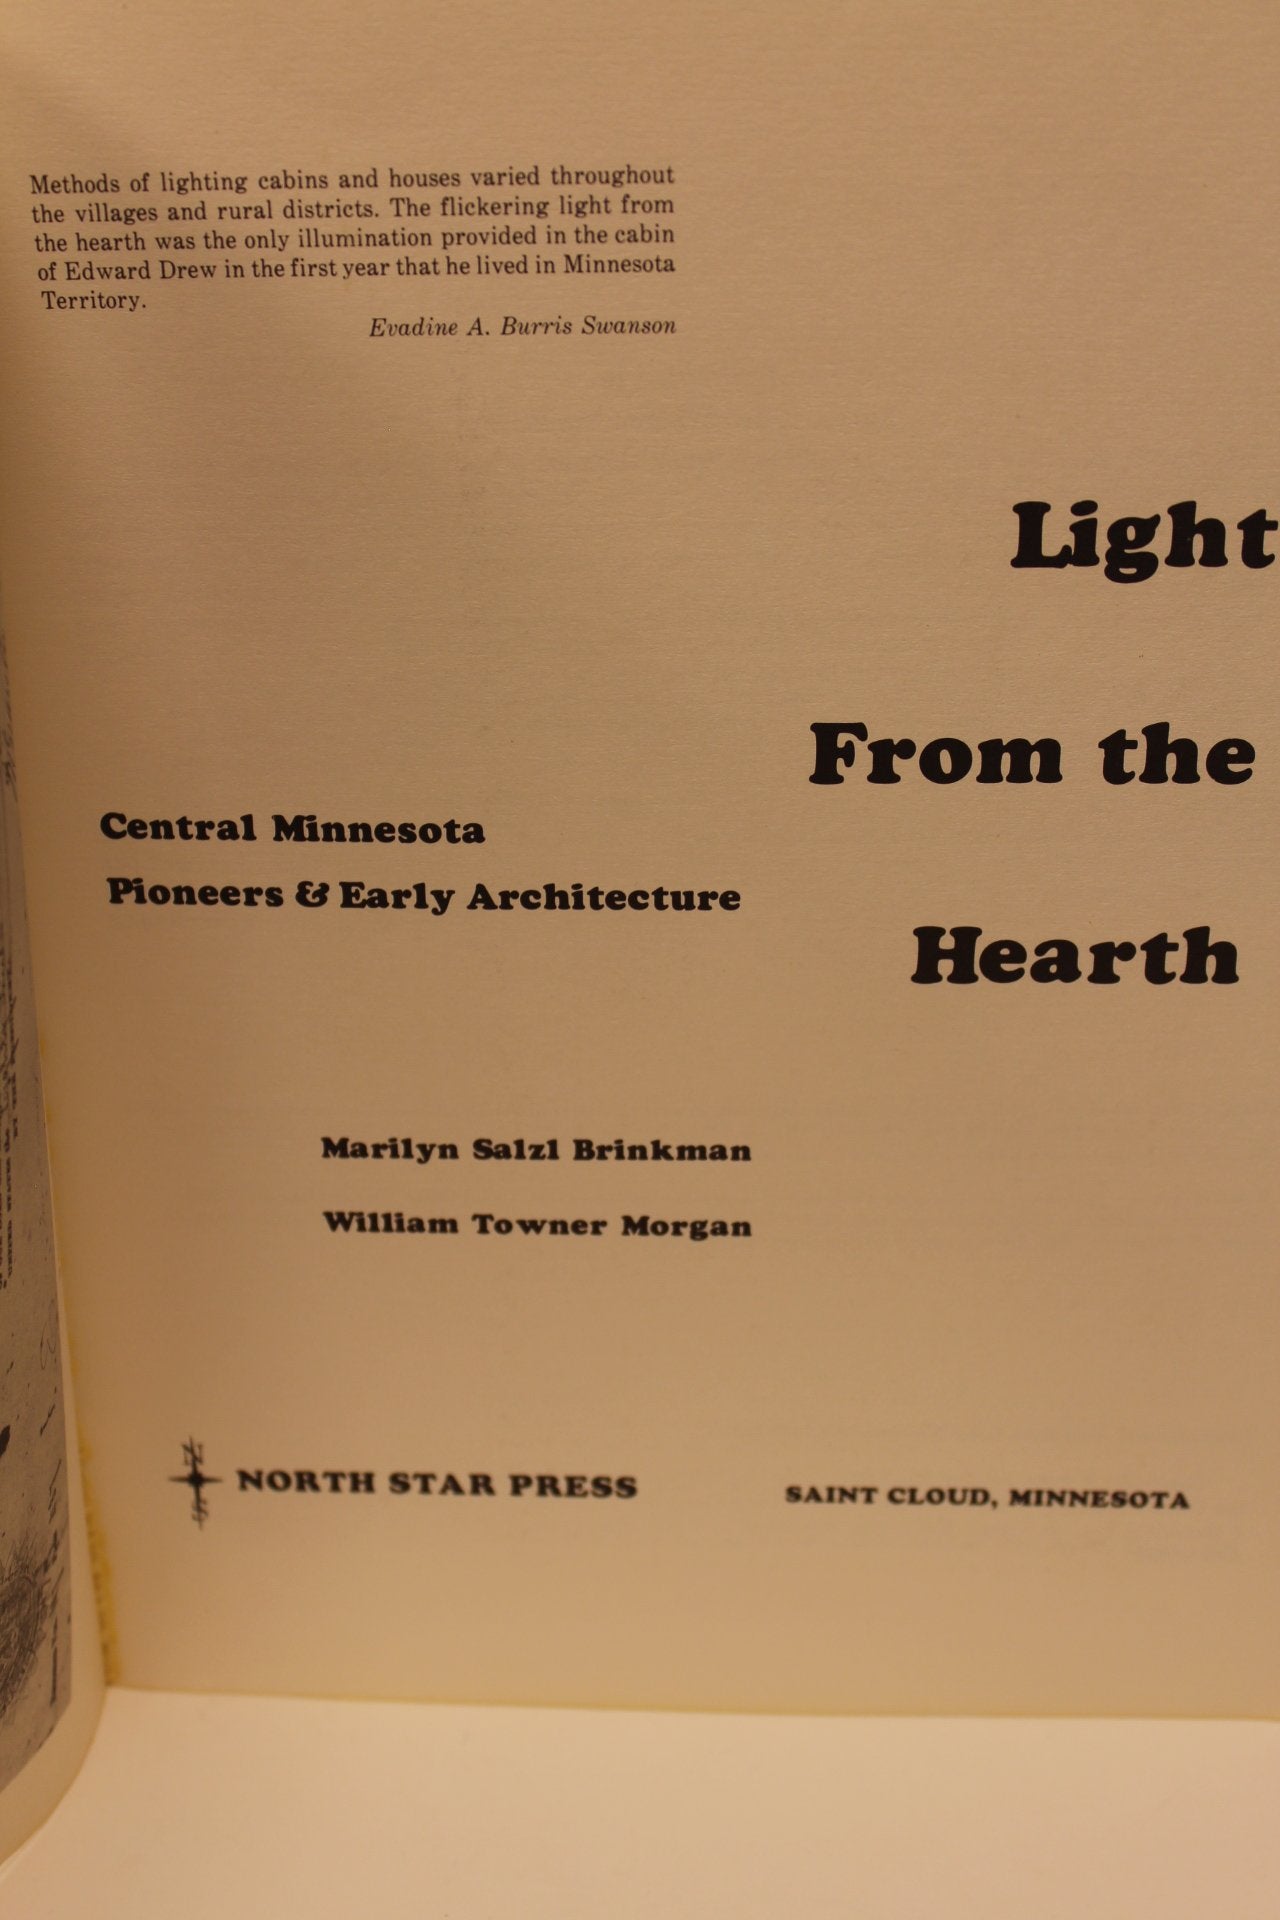 Methods of lighting cabins and houses varied throughout
the villages and rural districts. The flickering light from
the hearth was the only illumination provided in the cabin
of Edward Drew in the first year that he lived in Minnesota
Territory.
Evadine A. Burris Swanson
Light
From the
Hearth
Central Minnesota
Pioneers & Early Architecture
Marilyn Salzl Brinkman
William Towner Morgan
NORTH STAR PRESS
SAINT CLOUD, MINNESOTA